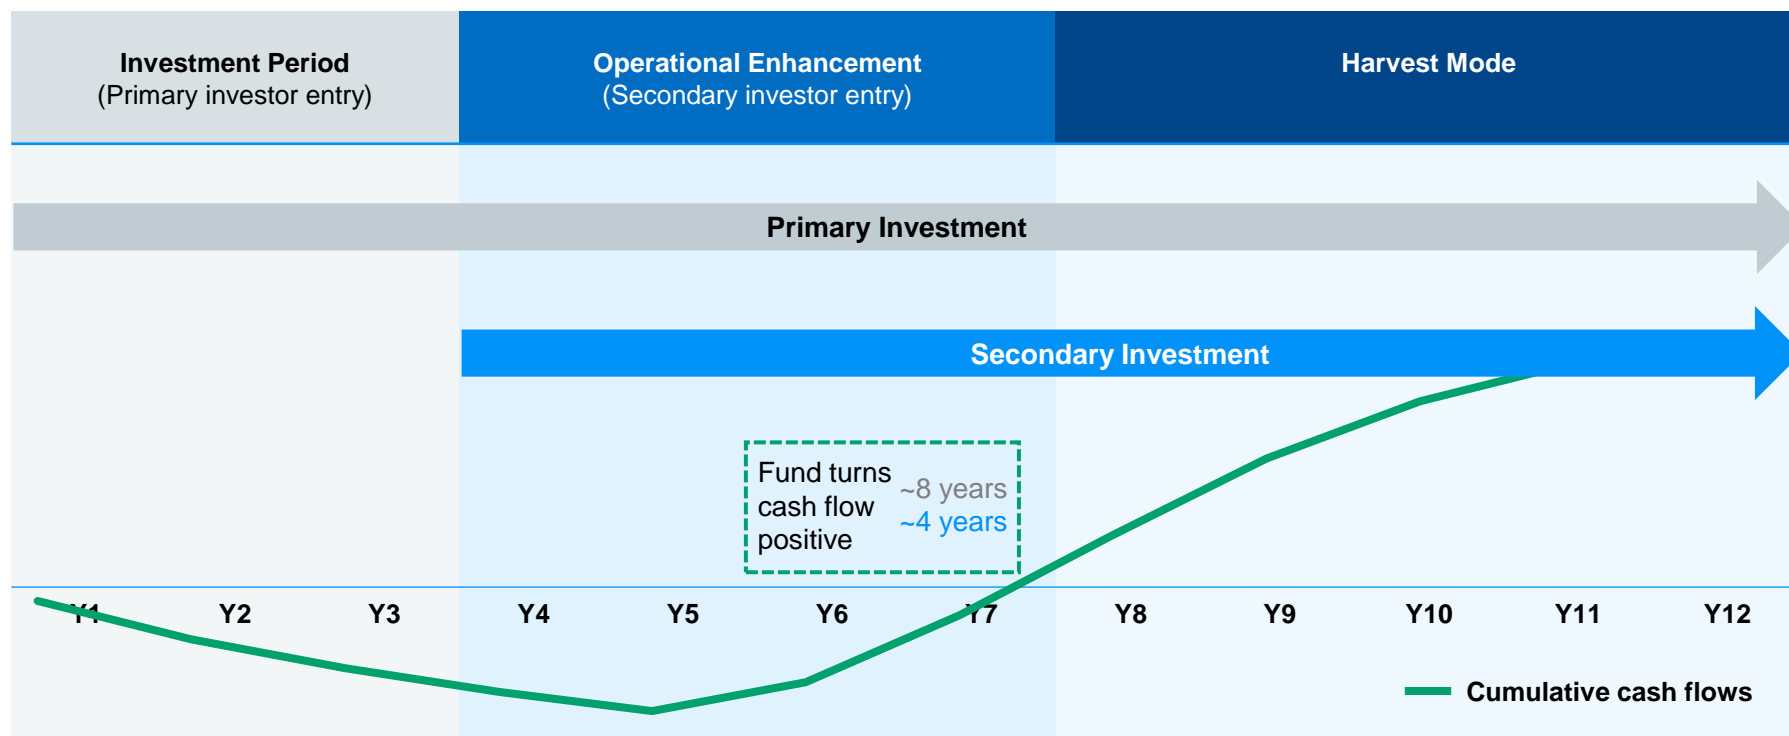 Investment Period
(Primary investor entry)
Operational Enhancement
(Secondary investor entry)
Harvest Mode
Primary Investment
Secondary Investment
Fund turns
cash flow
positive
~8 years
~4 years
Y1 Y2 Y3 Y4 Y5 Y6 Y7 Y8 Y9 Y10 Y11 Y12
Cumulative cash flows